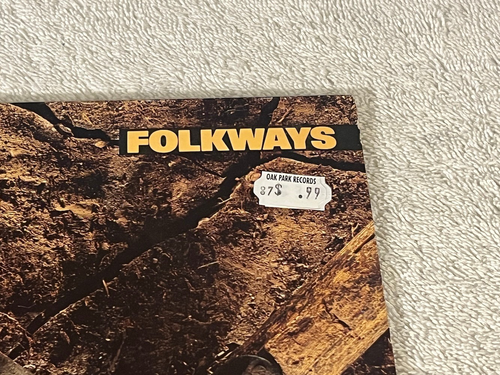 FOLKWAYS
OAK PARK RECORDS
87$ .99